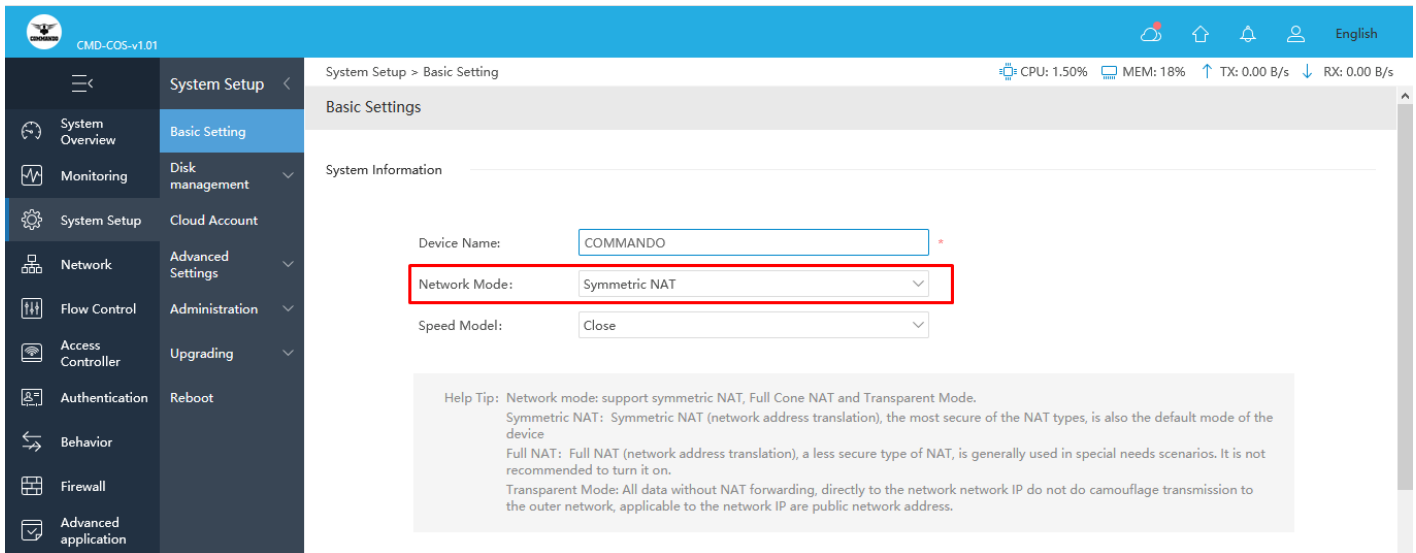 COMMANDO
CMD-COS-v1.01
English
System Setup
System Setup > Basic Setting
CPU: 1.50%
MEM: 18%
TX: 0.00 B/s
RX: 0.00 B/s
Basic Settings
System
Overview
Monitoring
System Setup
Network
Flow Control
Access
Controller
Authentication
Behavior
Firewall
Advanced
application
Basic Setting
Disk
management
Cloud Account
Advanced
Settings
Administration
Upgrading
Reboot
System Information
Device Name: COMMANDO *
Network Mode: Symmetric NAT
Speed Model: Close
Help Tip: Network mode: support symmetric NAT, Full Cone NAT and Transparent Mode.
Symmetric NAT: Symmetric NAT (network address translation), the most secure of the NAT types, is also the default mode of the
device
Full NAT: Full NAT (network address translation), a less secure type of NAT, is generally used in special needs scenarios. It is not
recommended to turn it on.
Transparent Mode: All data without NAT forwarding, directly to the network network IP do not do camouflage transmission to
the outer network, applicable to the network IP are public network address.